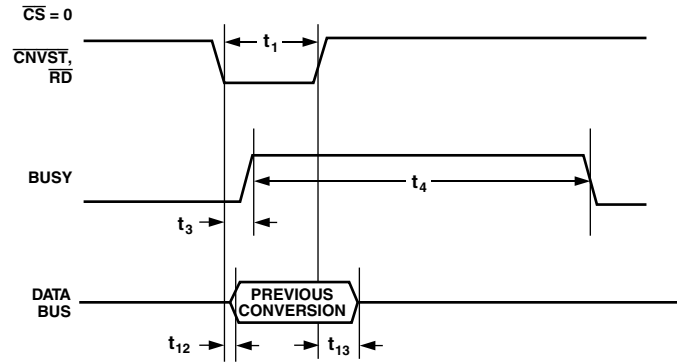 CS = 0
CNVST,
RD
t1
BUSY
t4
t3
DATA
BUS
PREVIOUS
CONVERSION
t12
t13